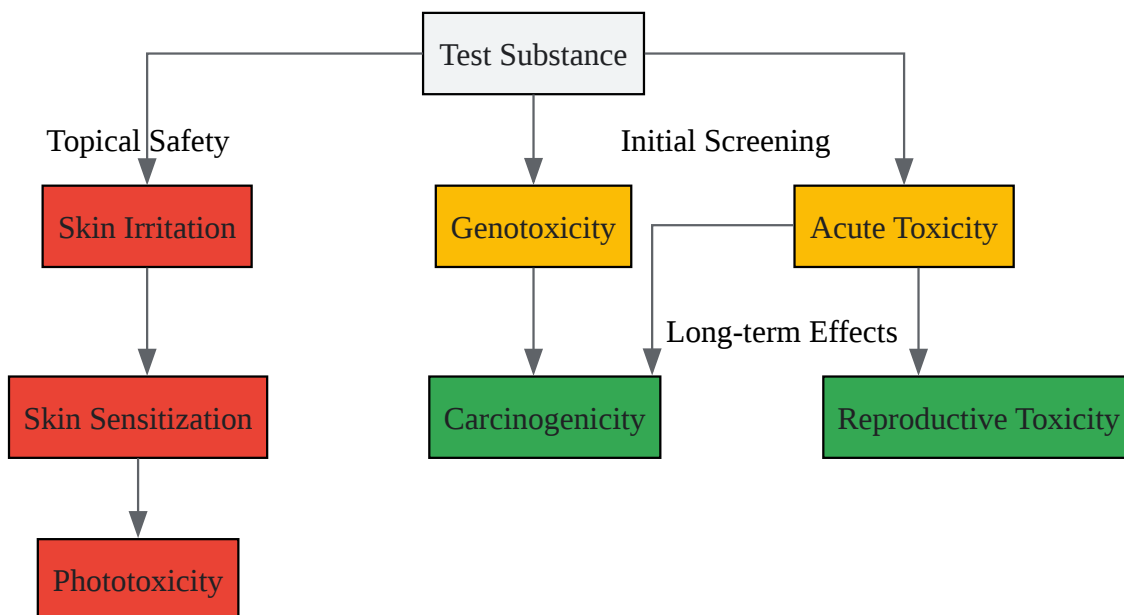 Test Substance
Topical Safety
Initial Screening
Skin Irritation
Genotoxicity
Acute Toxicity
Long-term Effects
Skin Sensitization
Carcinogenicity
Reproductive Toxicity
Phototoxicity